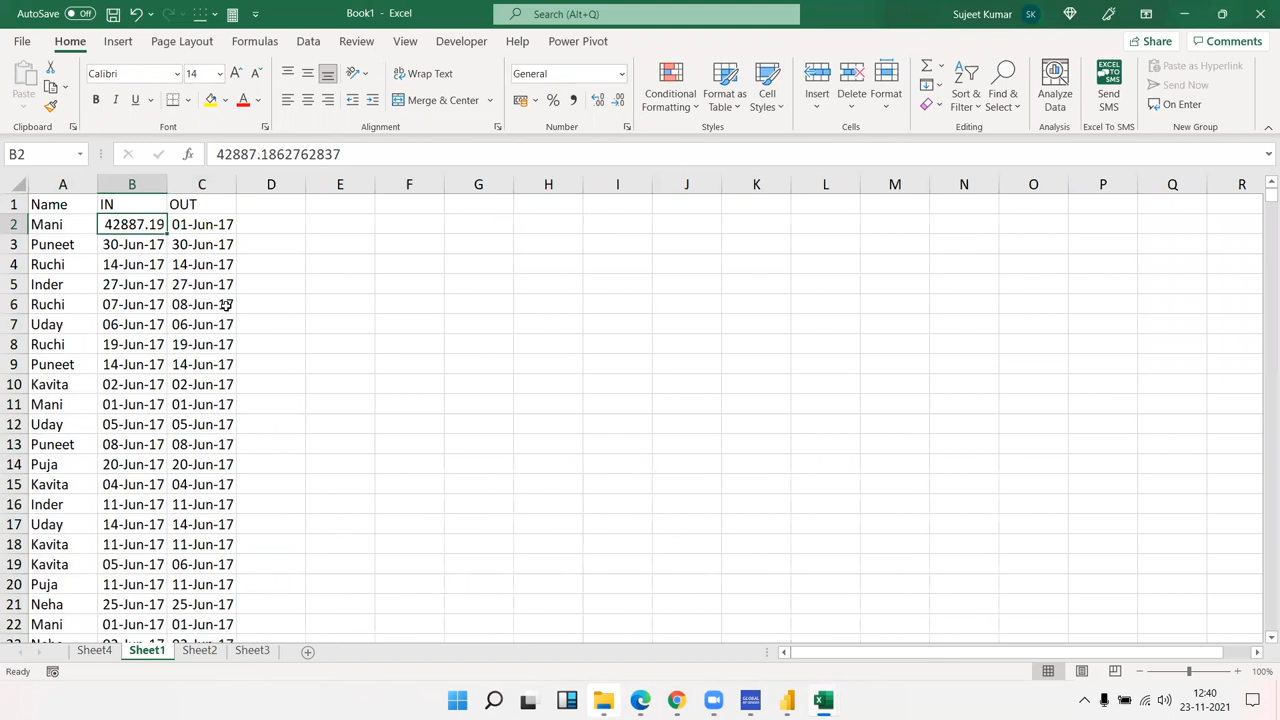 AutoSave Off Book1 - Excel Search (Alt+Q) Sujeet Kumar SK
File Home Insert Page Layout Formulas Data Review View Developer Help Power Pivot Share Comments
Paste Calibri 14 Wrap Text General Conditional Formatting Format as Table Cell Styles Insert Delete Format Sort & Filter Find & Select Analyze Data Send SMS Paste as Hyperlink
B I U Merge & Center Send Now
On Enter
Clipboard Font Alignment Number Styles Cells Editing Analysis Excel To SMS New Group
B2 fx 42887.1862762837
A B C D E F G H I J K L M N O P Q R
1 Name IN OUT
2 Mani 42887.19 01-Jun-17
3 Puneet 30-Jun-17 30-Jun-17
4 Ruchi 14-Jun-17 14-Jun-17
5 Inder 27-Jun-17 27-Jun-17
6 Ruchi 07-Jun-17 08-Jun-17
7 Uday 06-Jun-17 06-Jun-17
8 Ruchi 19-Jun-17 19-Jun-17
9 Puneet 14-Jun-17 14-Jun-17
10 Kavita 02-Jun-17 02-Jun-17
11 Mani 01-Jun-17 01-Jun-17
12 Uday 05-Jun-17 05-Jun-17
13 Puneet 08-Jun-17 08-Jun-17
14 Puja 20-Jun-17 20-Jun-17
15 Kavita 04-Jun-17 04-Jun-17
16 Inder 11-Jun-17 11-Jun-17
17 Uday 14-Jun-17 14-Jun-17
18 Kavita 11-Jun-17 11-Jun-17
19 Kavita 05-Jun-17 06-Jun-17
20 Puja 11-Jun-17 11-Jun-17
21 Neha 25-Jun-17 25-Jun-17
22 Mani 01-Jun-17 01-Jun-17
Sheet4 Sheet1 Sheet2 Sheet3
Ready 100%
12:40
23-11-2021